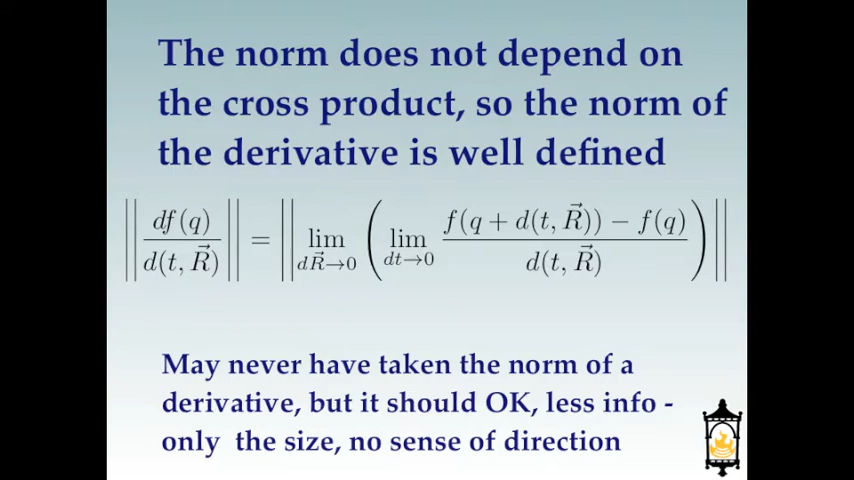 The norm does not depend on
the cross product, so the norm of
the derivative is well defined
|| df(q) / d(t, R⃗) || = || lim dR⃗→0 ( lim dt→0 f(q + d(t, R⃗)) − f(q) / d(t, R⃗) ) ||
May never have taken the norm of a
derivative, but it should OK, less info -
only the size, no sense of direction